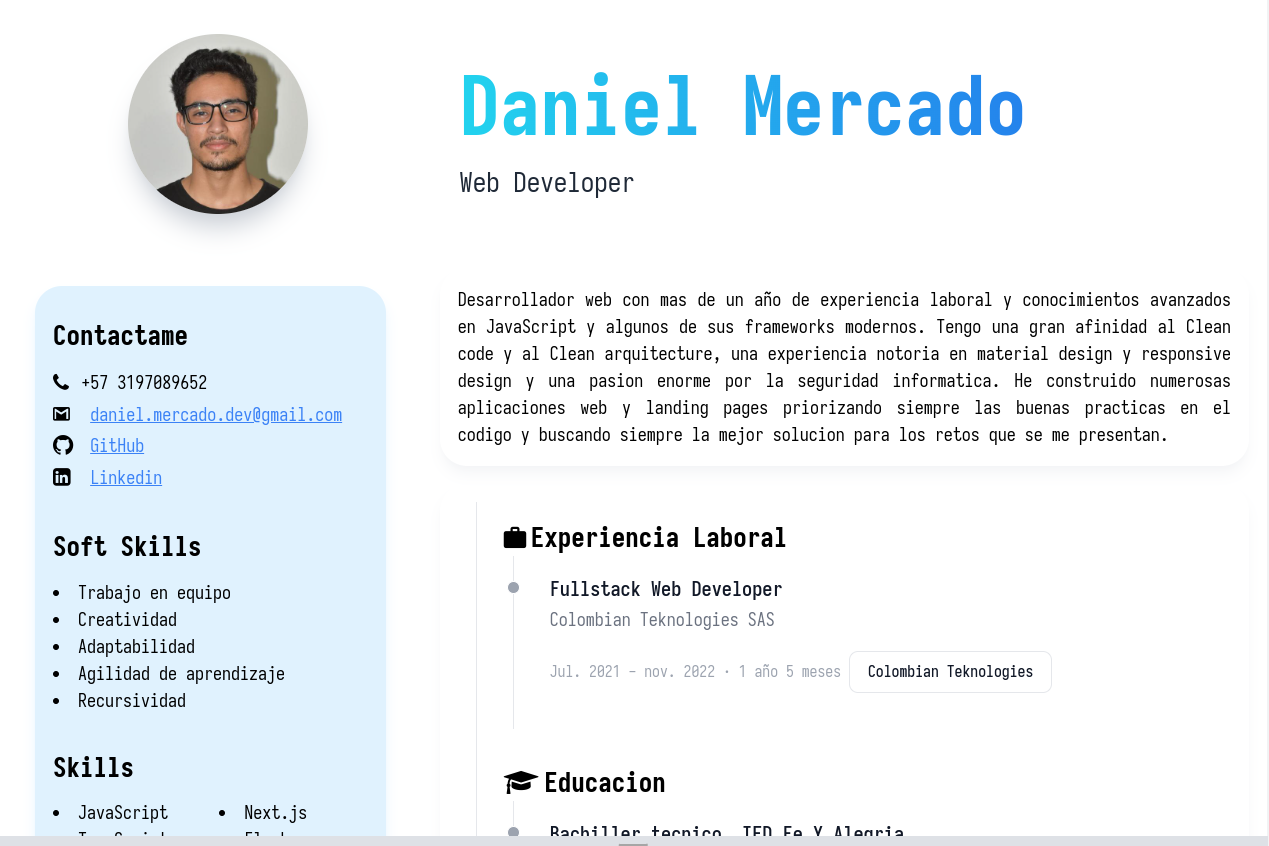 Daniel Mercado
Web Developer
Contactame
+57 3197089652
daniel.mercado.dev@gmail.com
GitHub
Linkedin
Soft Skills
• Trabajo en equipo
• Creatividad
• Adaptabilidad
• Agilidad de aprendizaje
• Recursividad
Skills
• JavaScript • Next.js
Desarrollador web con mas de un año de experiencia laboral y conocimientos avanzados
en JavaScript y algunos de sus frameworks modernos. Tengo una gran afinidad al Clean
code y al Clean arquitecture, una experiencia notoria en material design y responsive
design y una pasion enorme por la seguridad informatica. He construido numerosas
aplicaciones web y landing pages priorizando siempre las buenas practicas en el
codigo y buscando siempre la mejor solucion para los retos que se me presentan.
Experiencia Laboral
Fullstack Web Developer
Colombian Teknologies SAS
Jul. 2021 – nov. 2022 · 1 año 5 meses Colombian Teknologies
Educacion
Bachiller tecnico, IED Fe Y Alegria